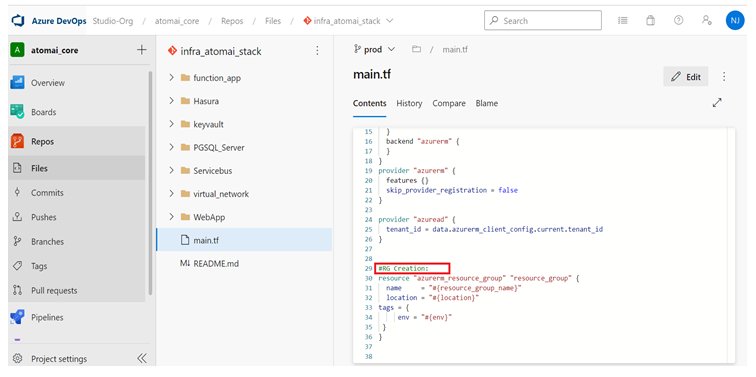 Azure DevOps Studio-Org / atomai_core / Repos / Files / infra_atomai_stack
Search
NJ
A atomai_core
Overview
Boards
Repos
Files
Commits
Pushes
Branches
Tags
Pull requests
Pipelines
Project settings
infra_atomai_stack
function_app
Hasura
keyvault
PGSQL_Server
Servicebus
virtual_network
WebApp
main.tf
M↓ README.md
prod / main.tf
main.tf
Edit
Contents History Compare Blame
15 }
16 backend "azurerm" {
17 }
18 }
19 provider "azurerm" {
20 features {}
21 skip_provider_registration = false
22 }
23
24 provider "azuread" {
25 tenant_id = data.azurerm_client_config.current.tenant_id
26 }
27
28
29 #RG Creation:
30 resource "azurerm_resource_group" "resource_group" {
31 name = "#{resource_group_name}"
32 location = "#{location}"
33 tags = {
34 env = "#{env}"
35 }
36 }
37
38